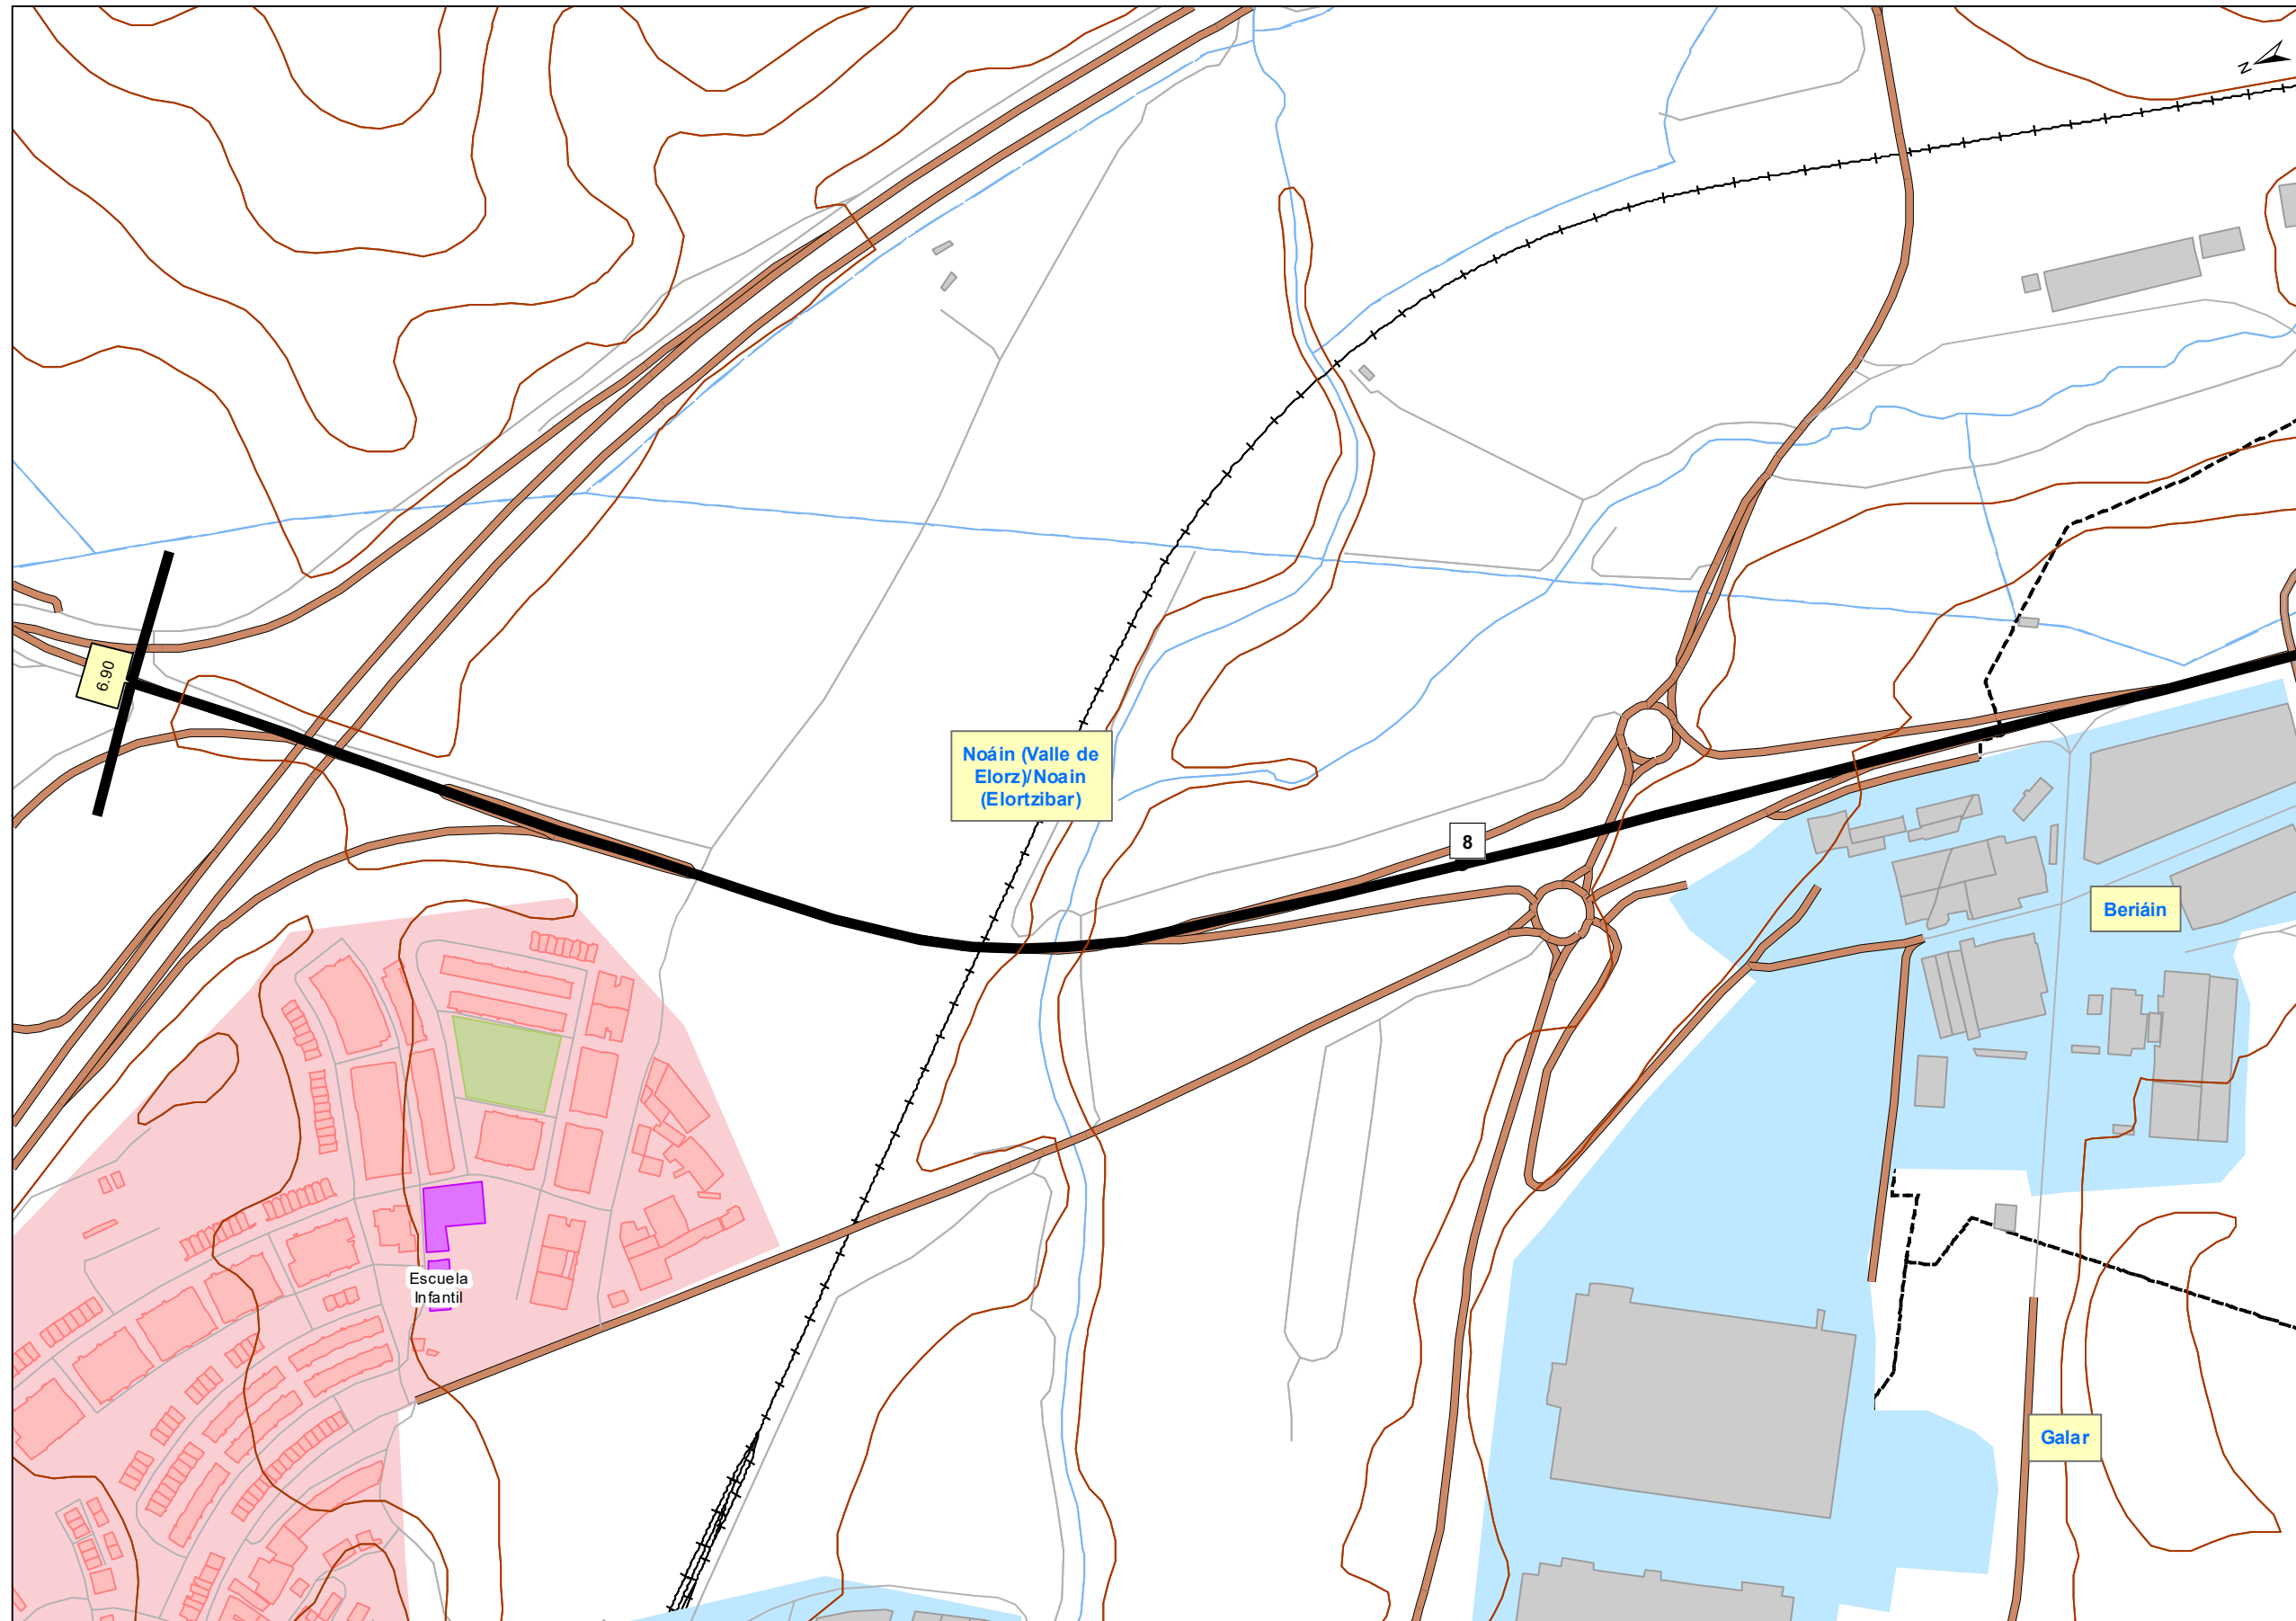 N
6.90
Noáin (Valle de
Elorz)/Noain
(Elortzibar)
8
Beriáin
Escuela
Infantil
Galar